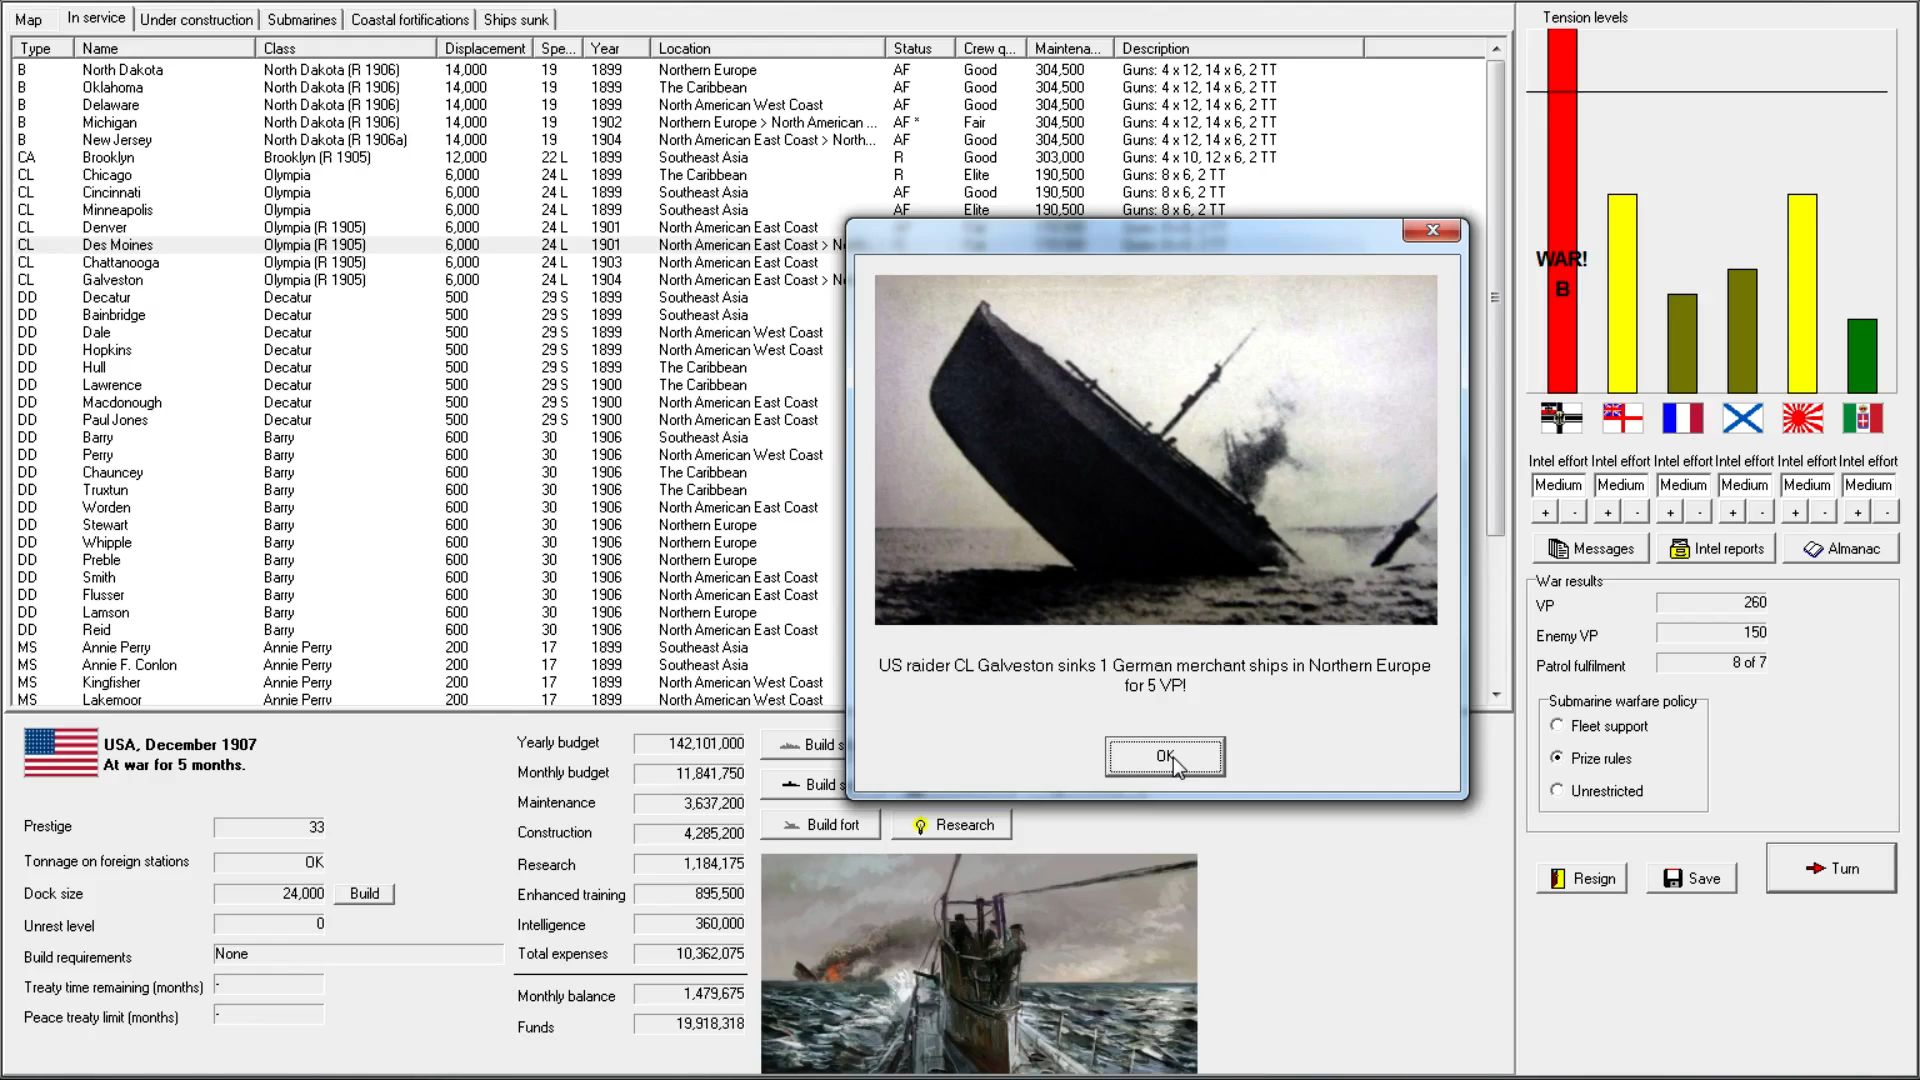 Map In service Under construction Submarines Coastal fortifications Ships sunk
Type Name Class Displacement Spe... Year Location Status Crew q... Maintena... Description
B North Dakota North Dakota (R 1906) 14,000 19 1899 Northern Europe AF Good 304,500 Guns: 4 x 12, 14 x 6, 2 TT
B Oklahoma North Dakota (R 1906) 14,000 19 1899 The Caribbean AF Good 304,500 Guns: 4 x 12, 14 x 6, 2 TT
B Delaware North Dakota (R 1906) 14,000 19 1899 North American West Coast AF Good 304,500 Guns: 4 x 12, 14 x 6, 2 TT
B Michigan North Dakota (R 1906) 14,000 19 1902 Northern Europe > North American ... AF * Fair 304,500 Guns: 4 x 12, 14 x 6, 2 TT
B New Jersey North Dakota (R 1906a) 14,000 19 1904 North American East Coast > North... AF Good 304,500 Guns: 4 x 12, 14 x 6, 2 TT
CA Brooklyn Brooklyn (R 1905) 12,000 22 L 1899 Southeast Asia R Good 303,000 Guns: 4 x 10, 12 x 6, 2 TT
CL Chicago Olympia 6,000 24 L 1899 The Caribbean R Elite 190,500 Guns: 8 x 6, 2 TT
CL Cincinnati Olympia 6,000 24 L 1899 Southeast Asia AF Good 190,500 Guns: 8 x 6, 2 TT
CL Minneapolis Olympia 6,000 24 L 1899 Southeast Asia AF Elite 190,500 Guns: 8 x 6, 2 TT
CL Denver Olympia (R 1905) 6,000 24 L 1901 North American East Coast
CL Des Moines Olympia (R 1905) 6,000 24 L 1901 North American East Coast > No
CL Chattanooga Olympia (R 1905) 6,000 24 L 1903 North American East Coast
CL Galveston Olympia (R 1905) 6,000 24 L 1904 North American East Coast > No
DD Decatur Decatur 500 29 S 1899 Southeast Asia
DD Bainbridge Decatur 500 29 S 1899 Southeast Asia
DD Dale Decatur 500 29 S 1899 North American West Coast
DD Hopkins Decatur 500 29 S 1899 North American West Coast
DD Hull Decatur 500 29 S 1899 The Caribbean
DD Lawrence Decatur 500 29 S 1900 The Caribbean
DD Macdonough Decatur 500 29 S 1900 North American East Coast
DD Paul Jones Decatur 500 29 S 1900 North American East Coast
DD Barry Barry 600 30 1906 Southeast Asia
DD Perry Barry 600 30 1906 North American West Coast
DD Chauncey Barry 600 30 1906 The Caribbean
DD Truxtun Barry 600 30 1906 The Caribbean
DD Worden Barry 600 30 1906 North American East Coast
DD Stewart Barry 600 30 1906 Northern Europe
DD Whipple Barry 600 30 1906 Northern Europe
DD Preble Barry 600 30 1906 Northern Europe
DD Smith Barry 600 30 1906 North American East Coast
DD Flusser Barry 600 30 1906 North American East Coast
DD Lamson Barry 600 30 1906 Northern Europe
DD Reid Barry 600 30 1906 North American East Coast
MS Annie Perry Annie Perry 200 17 1899 Southeast Asia
MS Annie F. Conlon Annie Perry 200 17 1899 Southeast Asia
MS Kingfisher Annie Perry 200 17 1899 North American West Coast
MS Lakemoor Annie Perry 200 17 1899 North American West Coast
US raider CL Galveston sinks 1 German merchant ships in Northern Europe
for 5 VP!
OK
USA, December 1907
At war for 5 months.
Prestige 33
Tonnage on foreign stations OK
Dock size 24,000 Build
Unrest level 0
Build requirements None
Treaty time remaining (months) -
Peace treaty limit (months) -
Yearly budget 142,101,000
Monthly budget 11,841,750
Maintenance 3,637,200
Construction 4,285,200
Research 1,184,175
Enhanced training 895,500
Intelligence 360,000
Total expenses 10,362,075
Monthly balance 1,479,675
Funds 19,918,318
Build s
Build s
Build fort Research
Tension levels
WAR!
B
Intel effort Intel effort Intel effort Intel effort Intel effort Intel effort
Medium Medium Medium Medium Medium Medium
+ - + - + - + - + - + -
Messages Intel reports Almanac
War results
VP 260
Enemy VP 150
Patrol fulfilment 8 of 7
Submarine warfare policy
Fleet support
Prize rules
Unrestricted
Resign Save Turn